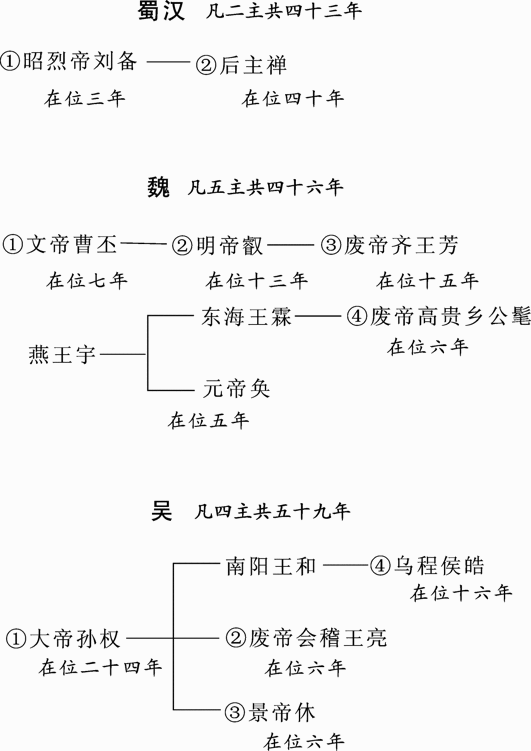 蜀汉 凡二主共四十三年
①昭烈帝刘备 ②后主禅
在位三年 在位四十年
魏 凡五主共四十六年
①文帝曹丕 ②明帝叡 ③废帝齐王芳
在位七年 在位十三年 在位十五年
东海王霖 ④废帝高贵乡公髦
在位六年
燕王宇
元帝奂
在位五年
吴 凡四主共五十九年
南阳王和 ④乌程侯皓
在位十六年
①大帝孙权 ②废帝会稽王亮
在位二十四年 在位六年
③景帝休
在位六年